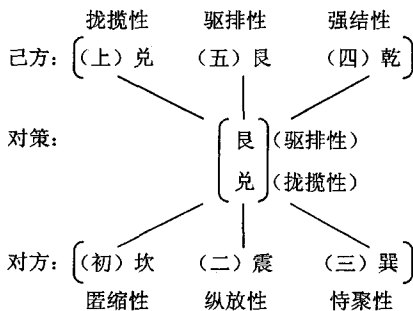 拢揽性 驱排性 强结性
己方：（上）兑 （五）艮 （四）乾
对策： 艮（驱排性）
兑（拢揽性）
对方：（初）坎 （二）震 （三）巽
匿缩性 纵放性 恃聚性